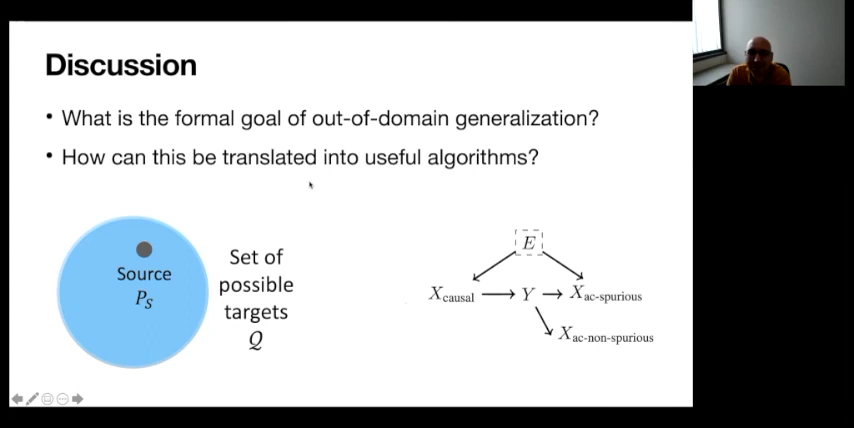 Discussion
• What is the formal goal of out-of-domain generalization?
• How can this be translated into useful algorithms?
Source
P_S
Set of
possible
targets
𝒬
E
X_causal → Y → X_ac-spurious
X_ac-non-spurious